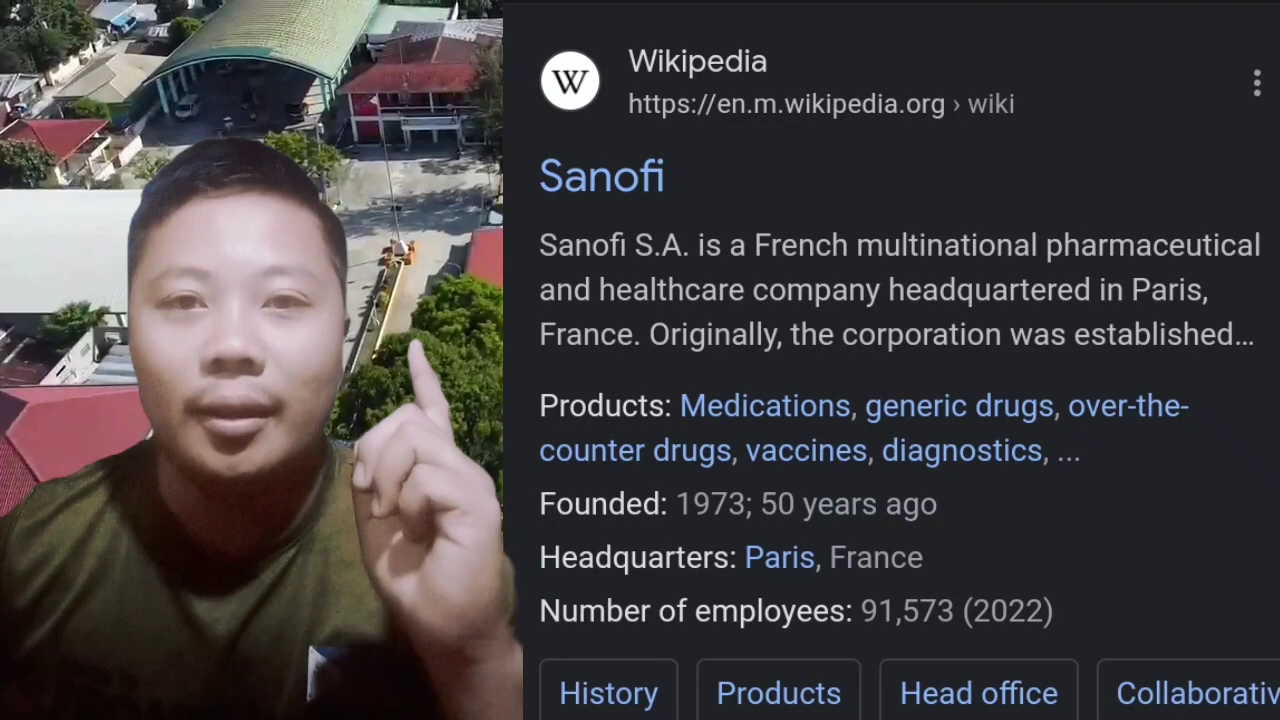 W
Wikipedia
https://en.m.wikipedia.org › wiki
Sanofi
Sanofi S.A. is a French multinational pharmaceutical
and healthcare company headquartered in Paris,
France. Originally, the corporation was established...
Products: Medications, generic drugs, over-the-
counter drugs, vaccines, diagnostics, ...
Founded: 1973; 50 years ago
Headquarters: Paris, France
Number of employees: 91,573 (2022)
History Products Head office Collaborativ